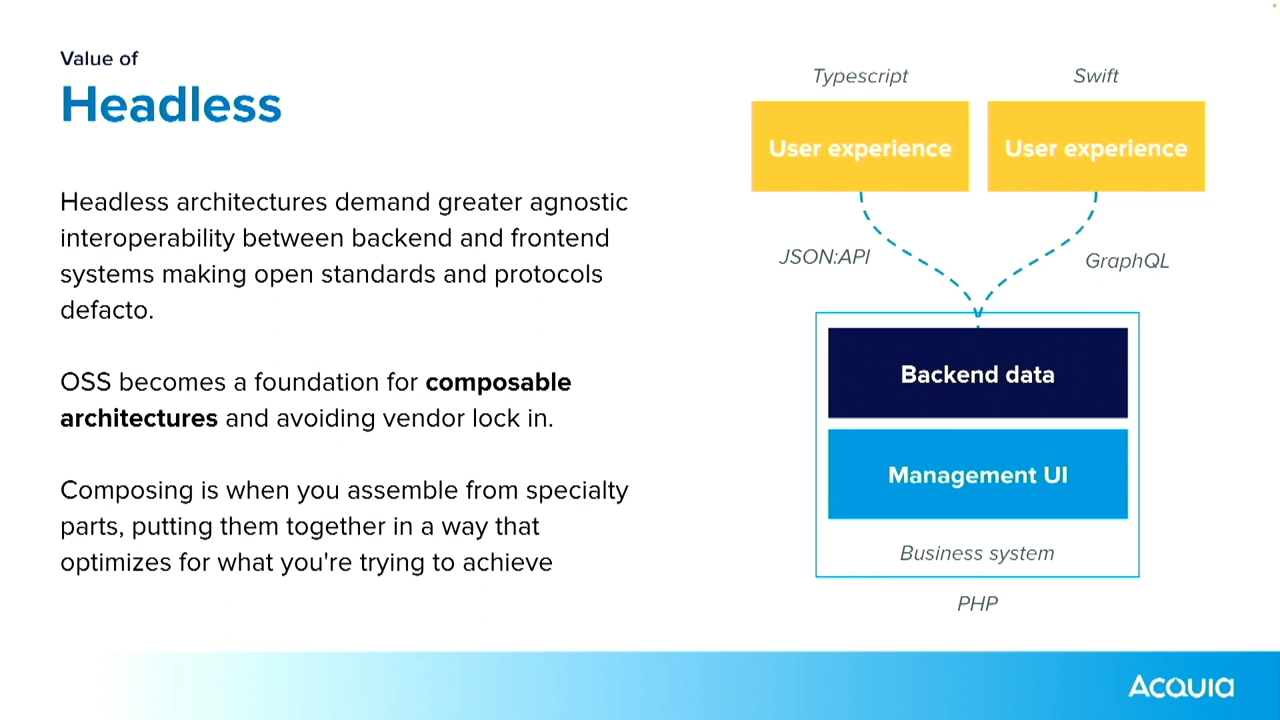 Value of
Headless
Headless architectures demand greater agnostic
interoperability between backend and frontend
systems making open standards and protocols
defacto.
OSS becomes a foundation for composable
architectures and avoiding vendor lock in.
Composing is when you assemble from specialty
parts, putting them together in a way that
optimizes for what you're trying to achieve
Typescript
Swift
User experience
User experience
JSON:API
GraphQL
Backend data
Management UI
Business system
PHP
Acquia